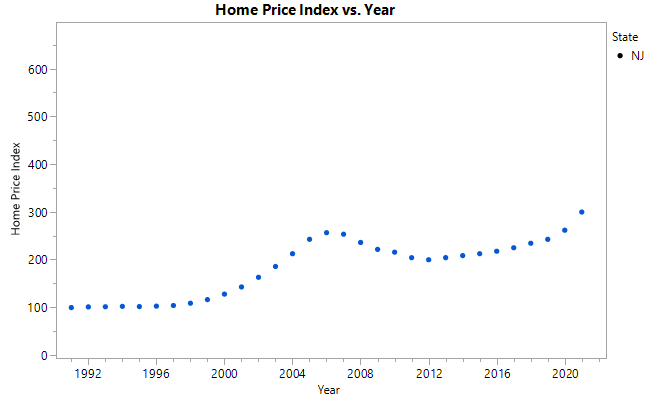 Home Price Index vs. Year
State
NJ
600
500
400
300
200
100
0
Home Price Index
1992 1996 2000 2004 2008 2012 2016 2020
Year